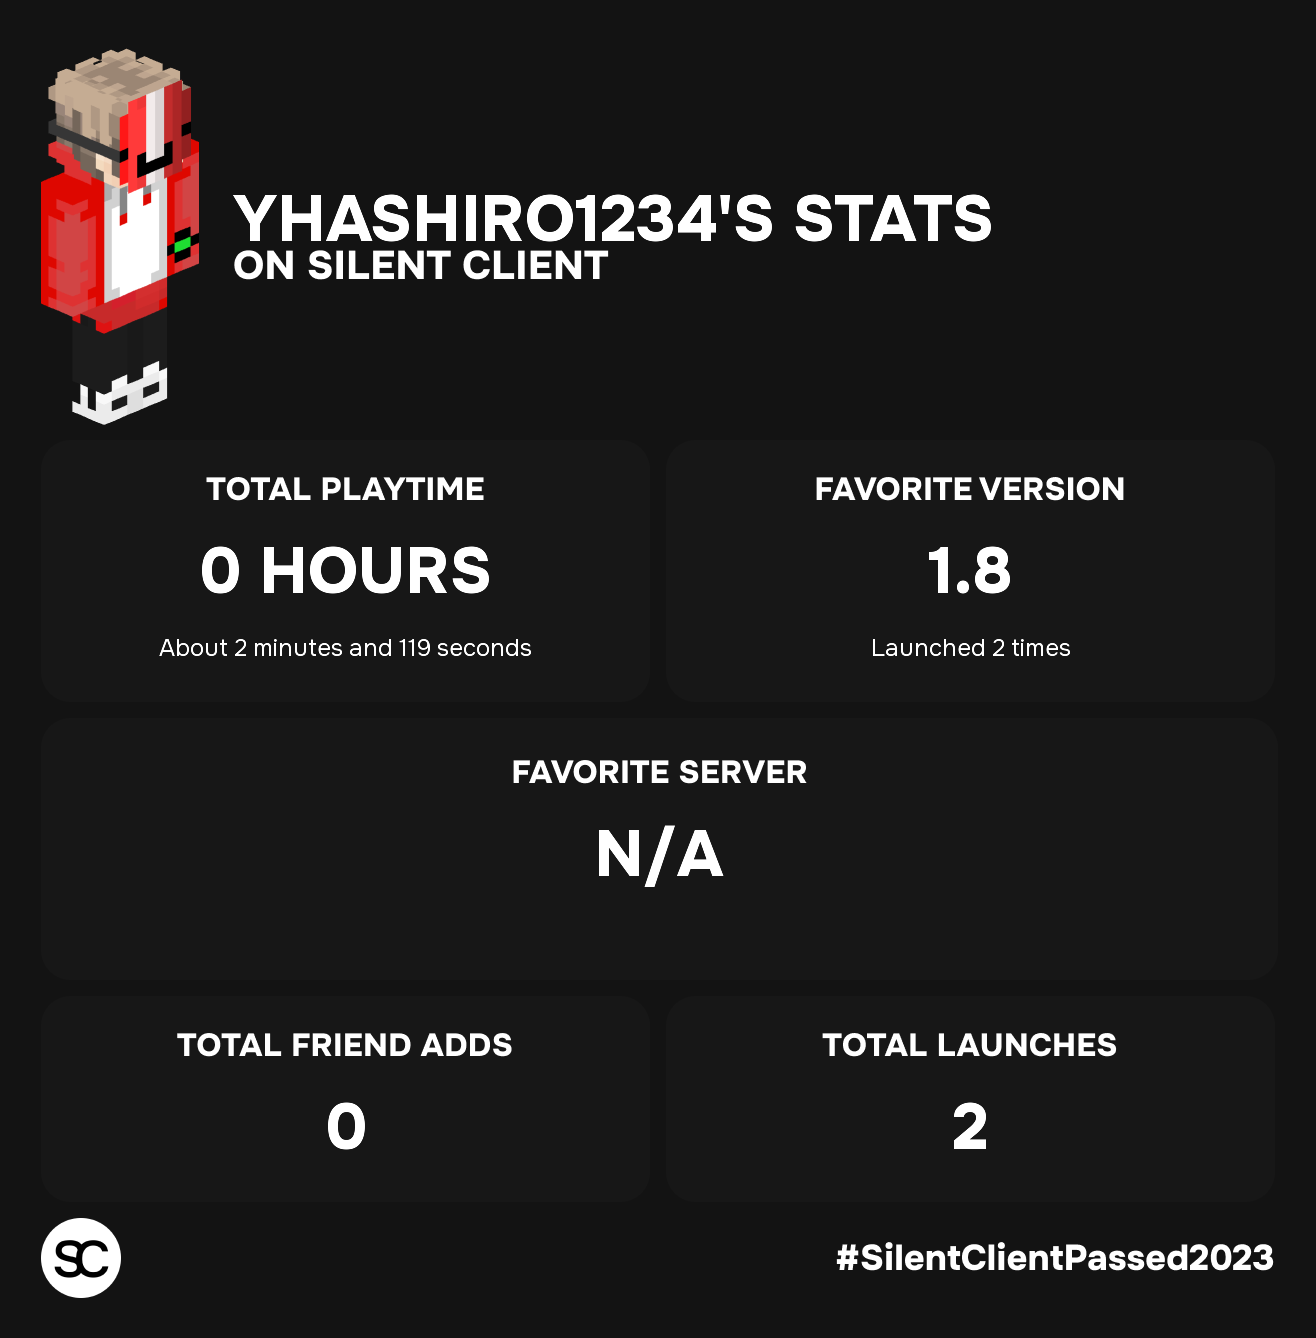 YHASHIRO1234'S STATS
ON SILENT CLIENT
TOTAL PLAYTIME
0 HOURS
About 2 minutes and 119 seconds
FAVORITE VERSION
1.8
Launched 2 times
FAVORITE SERVER
N/A
TOTAL FRIEND ADDS
0
TOTAL LAUNCHES
2
SC
#SilentClientPassed2023